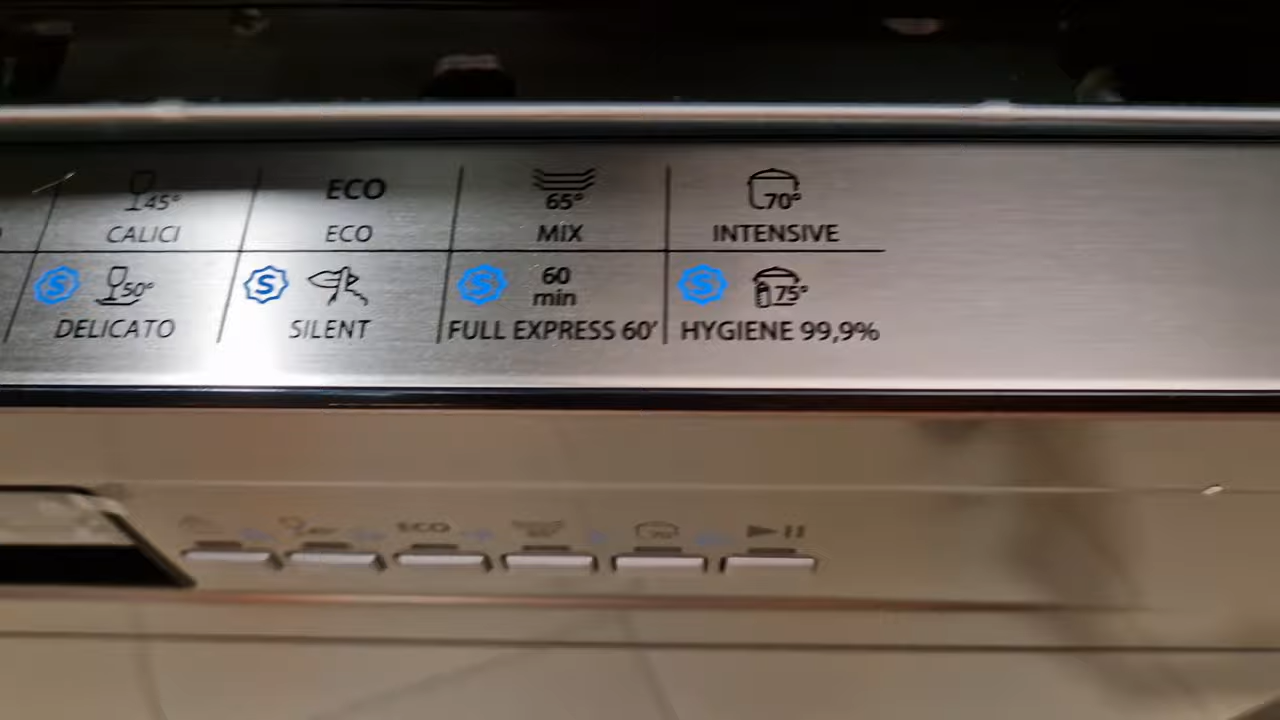 45° ECO 65° 70°
CALICI ECO MIX INTENSIVE
S 50° S S 60 min S 75°
DELICATO SILENT FULL EXPRESS 60' HYGIENE 99,9%
ECO